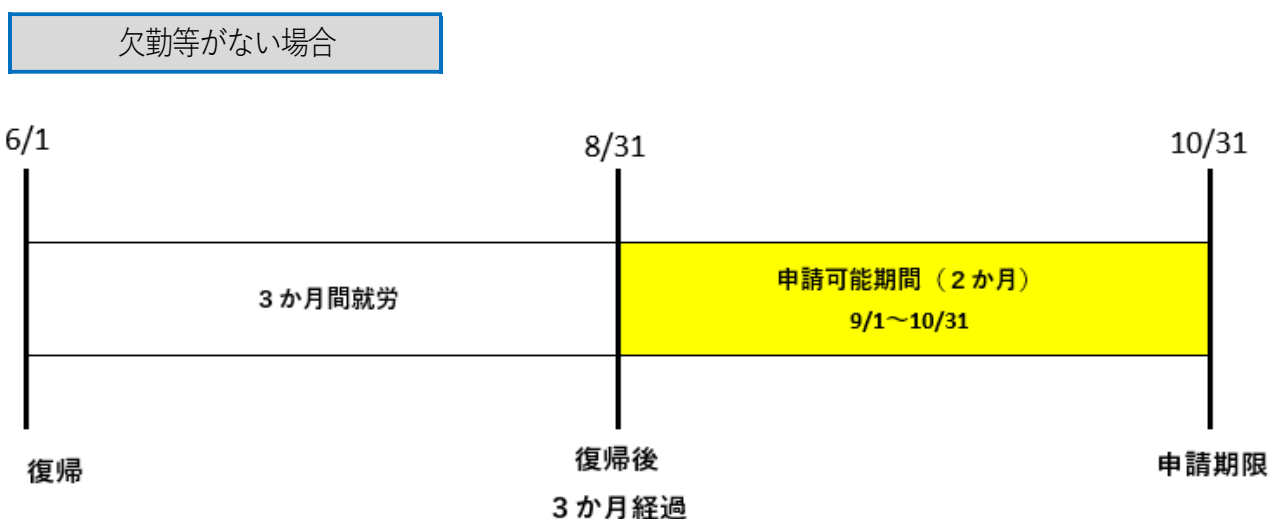 欠勤等がない場合
6/1
8/31
10/31
３か月間就労
申請可能期間（２か月）
9/1～10/31
復帰
復帰後
３か月経過
申請期限